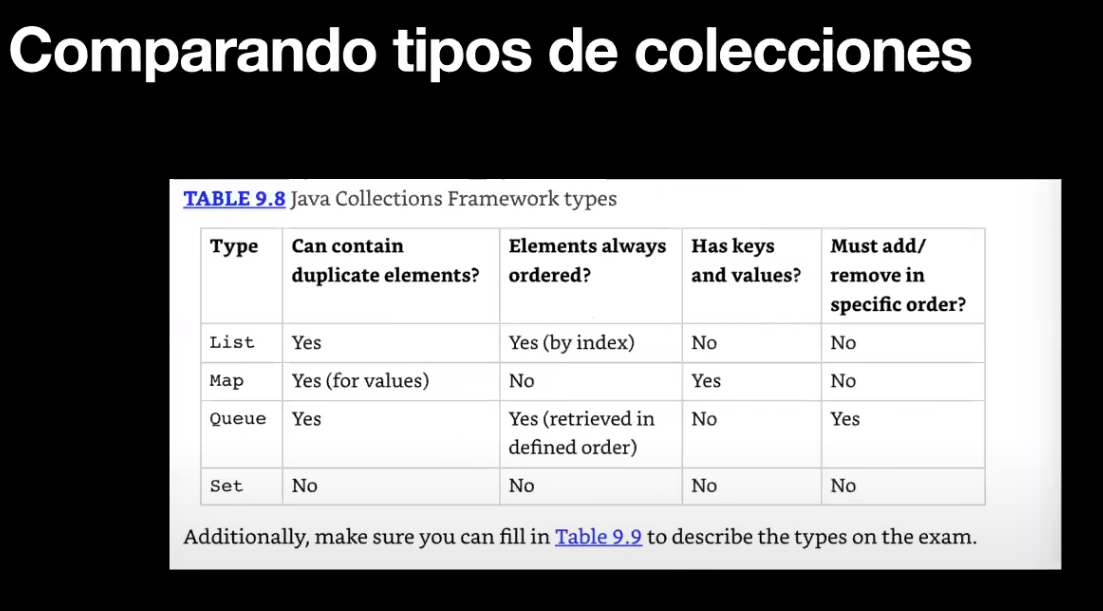 Comparando tipos de colecciones
TABLE 9.8 Java Collections Framework types
Type Can contain duplicate elements? Elements always ordered? Has keys and values? Must add/ remove in specific order?
List Yes Yes (by index) No No
Map Yes (for values) No Yes No
Queue Yes Yes (retrieved in defined order) No Yes
Set No No No No
Additionally, make sure you can fill in Table 9.9 to describe the types on the exam.